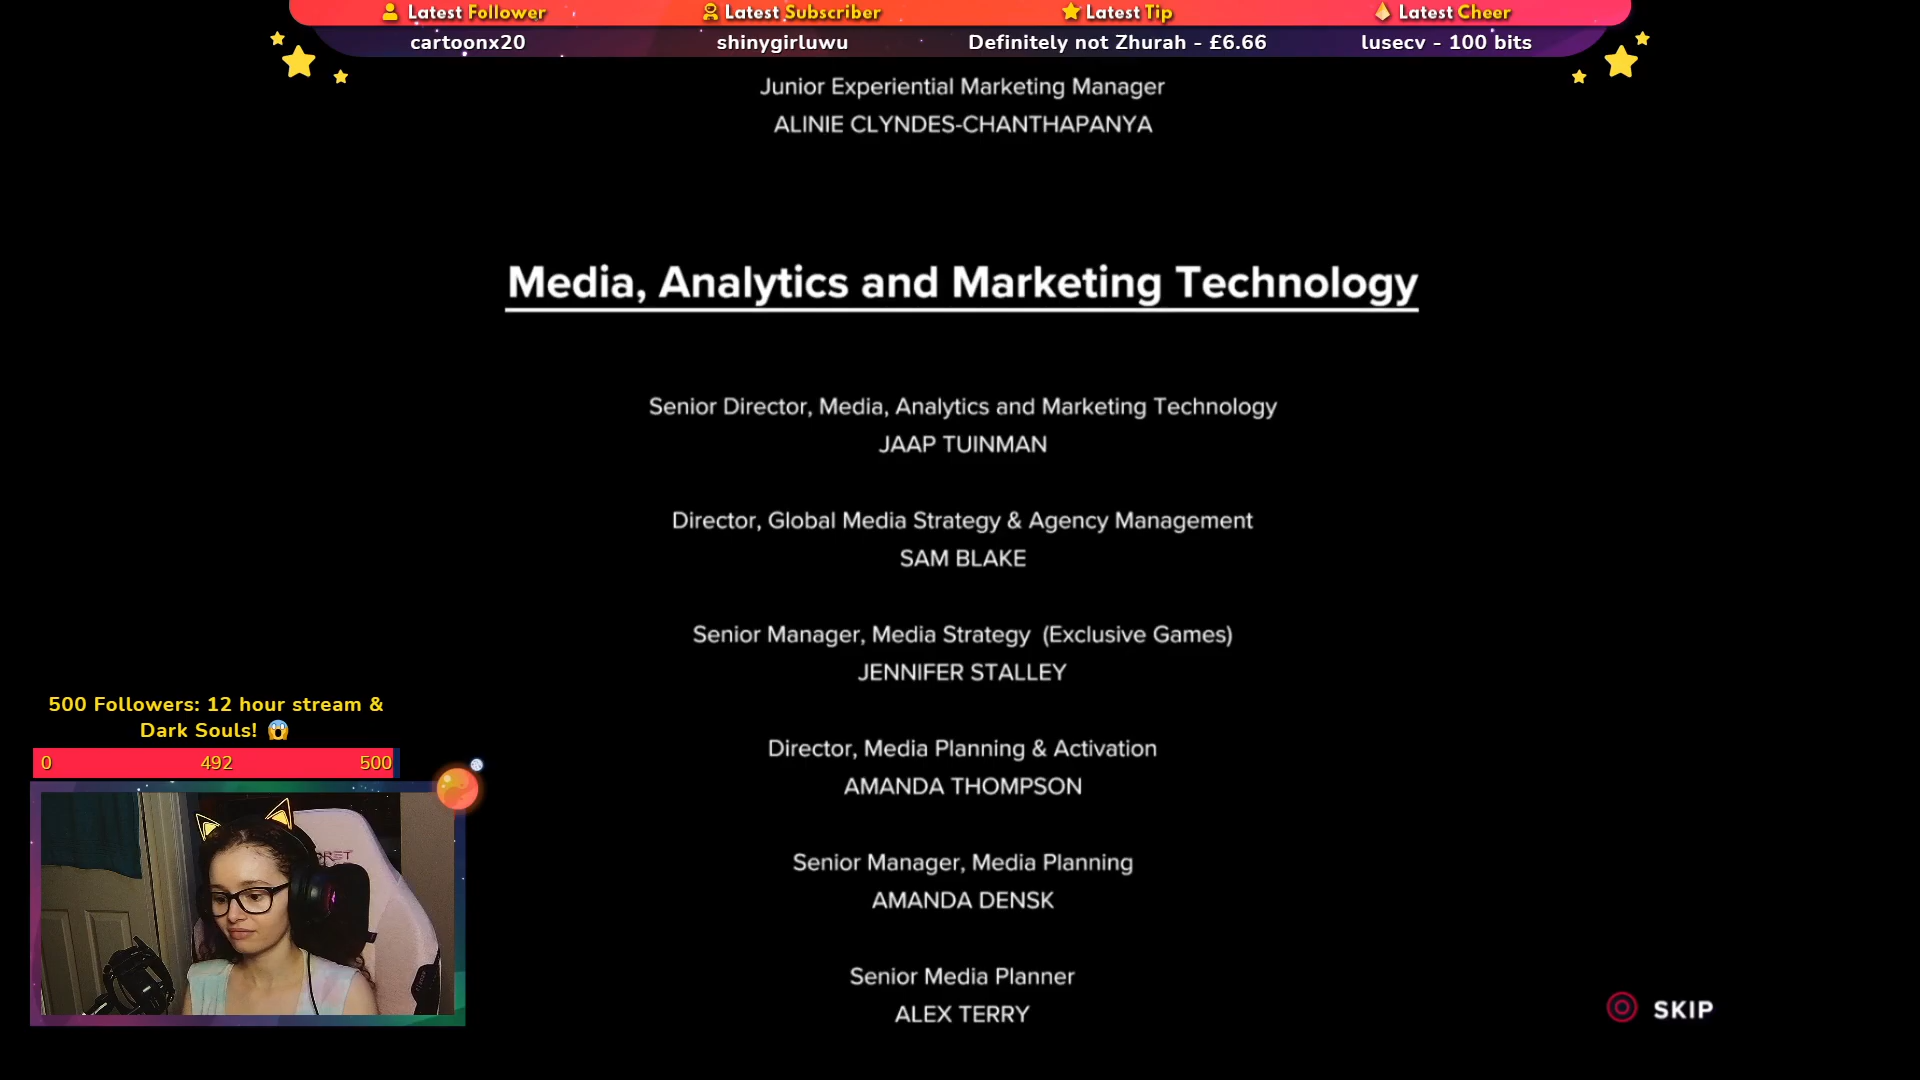 Latest Follower
cartoonx20
Latest Subscriber
shinygirluwu
Latest Tip
Definitely not Zhurah - £6.66
Latest Cheer
lusecv - 100 bits
Junior Experiential Marketing Manager
ALINIE CLYNDES-CHANTHAPANYA
Media, Analytics and Marketing Technology
Senior Director, Media, Analytics and Marketing Technology
JAAP TUINMAN
Director, Global Media Strategy & Agency Management
SAM BLAKE
Senior Manager, Media Strategy (Exclusive Games)
JENNIFER STALLEY
Director, Media Planning & Activation
AMANDA THOMPSON
Senior Manager, Media Planning
AMANDA DENSK
Senior Media Planner
ALEX TERRY
500 Followers: 12 hour stream &
Dark Souls! 😱
0 492 500
SKIP